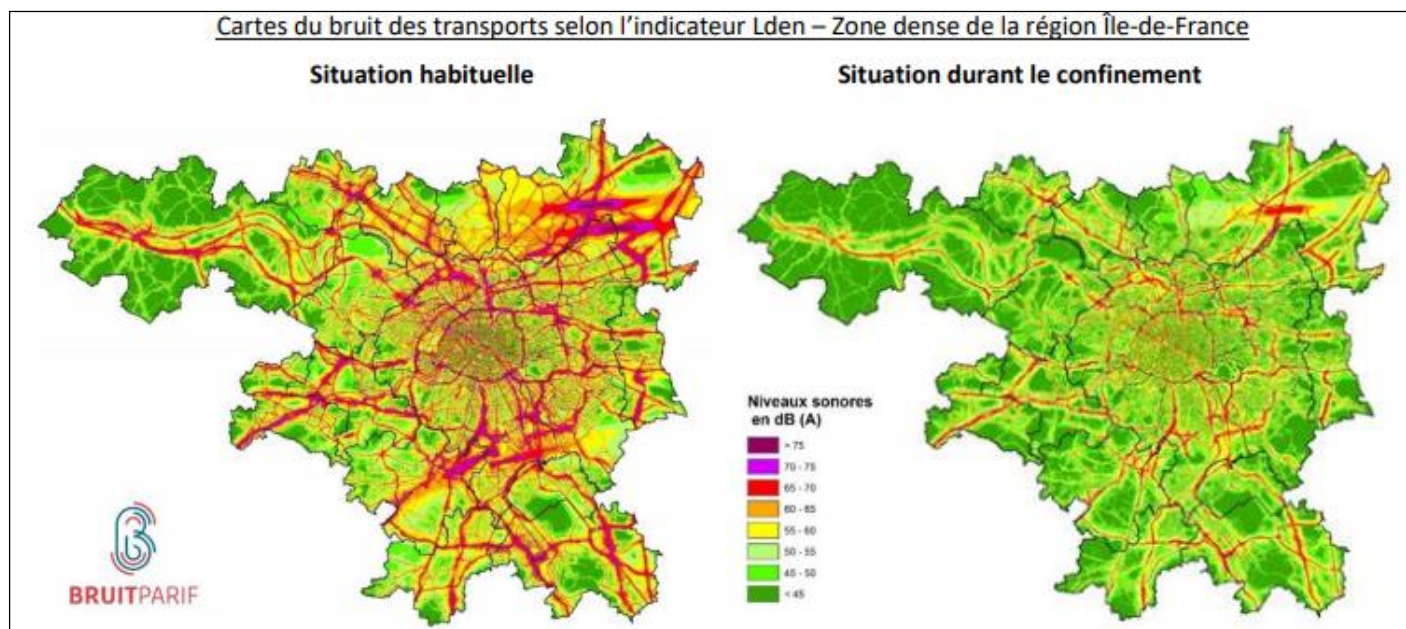 Cartes du bruit des transports selon l'indicateur Lden – Zone dense de la région Île-de-France
Situation habituelle
Situation durant le confinement
Niveaux sonores
en dB (A)
> 75
70 - 75
65 - 70
60 - 65
55 - 60
50 - 55
45 - 50
< 45
BRUITPARIF